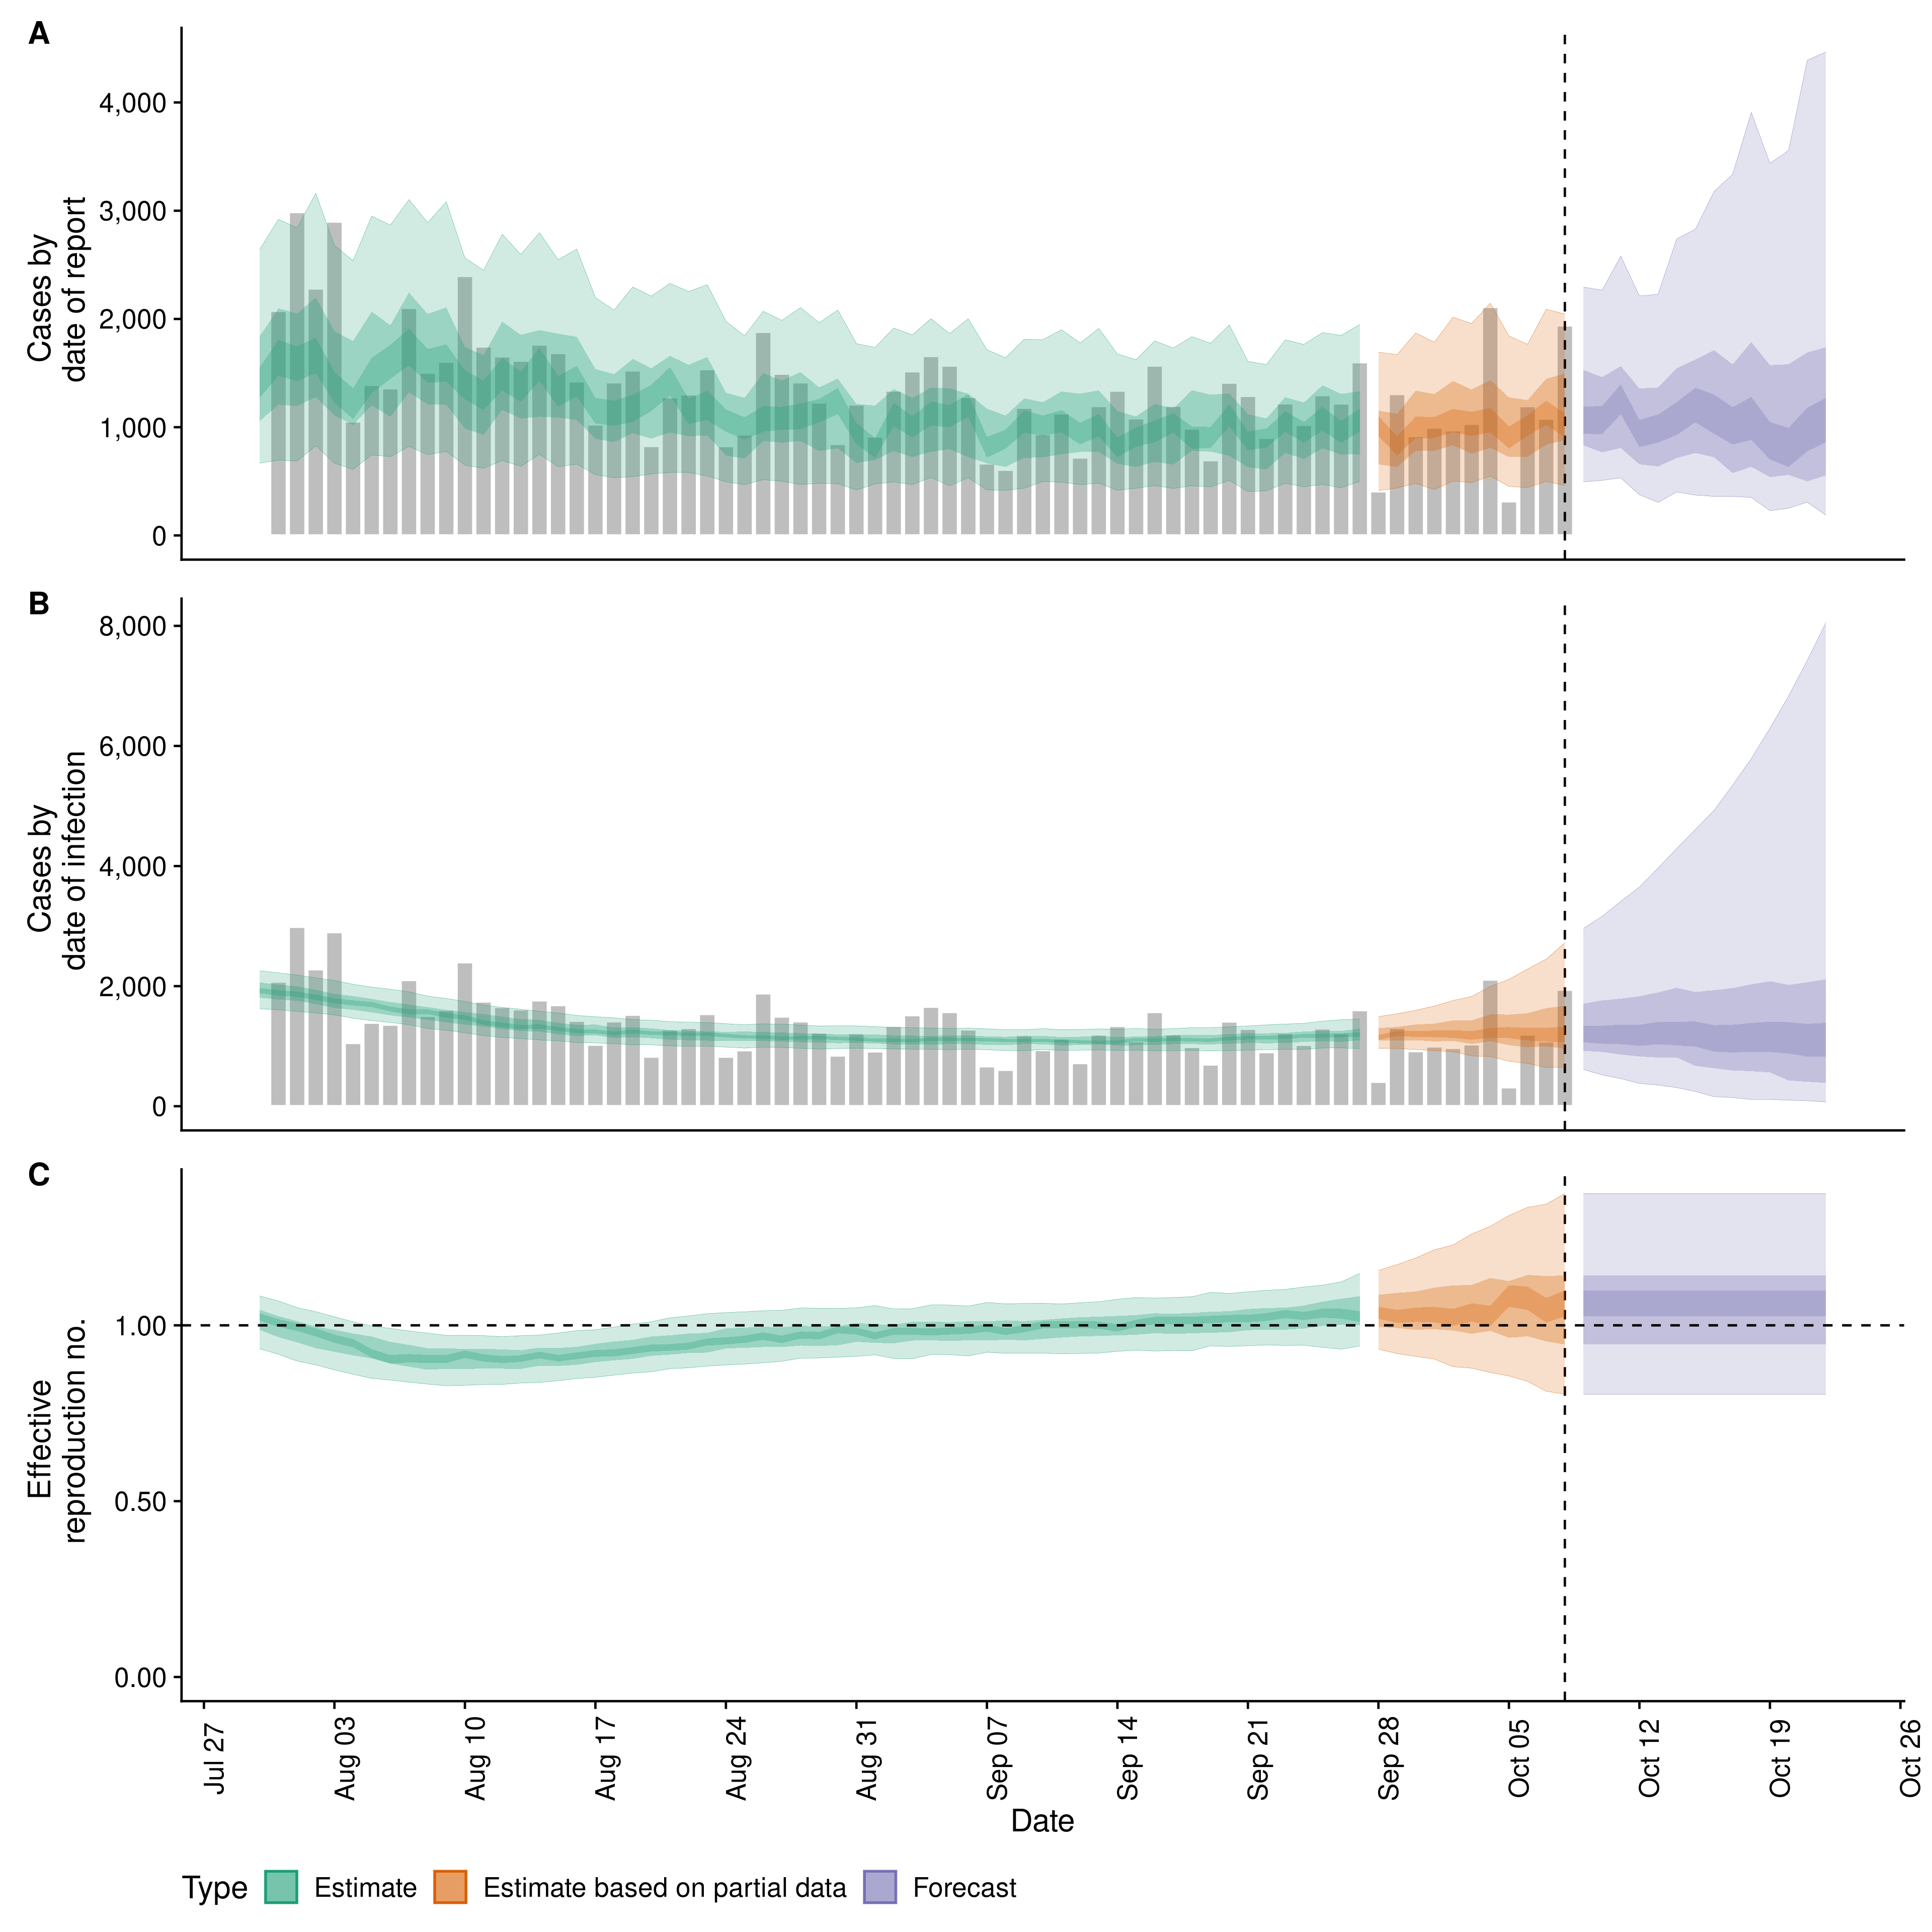 A
Cases by
date of report
4,000
3,000
2,000
1,000
0
B
Cases by
date of infection
8,000
6,000
4,000
2,000
0
C
Effective
reproduction no.
1.00
0.50
0.00
Jul 27
Aug 03
Aug 10
Aug 17
Aug 24
Aug 31
Sep 07
Sep 14
Sep 21
Sep 28
Oct 05
Oct 12
Oct 19
Oct 26
Date
Type Estimate Estimate based on partial data Forecast